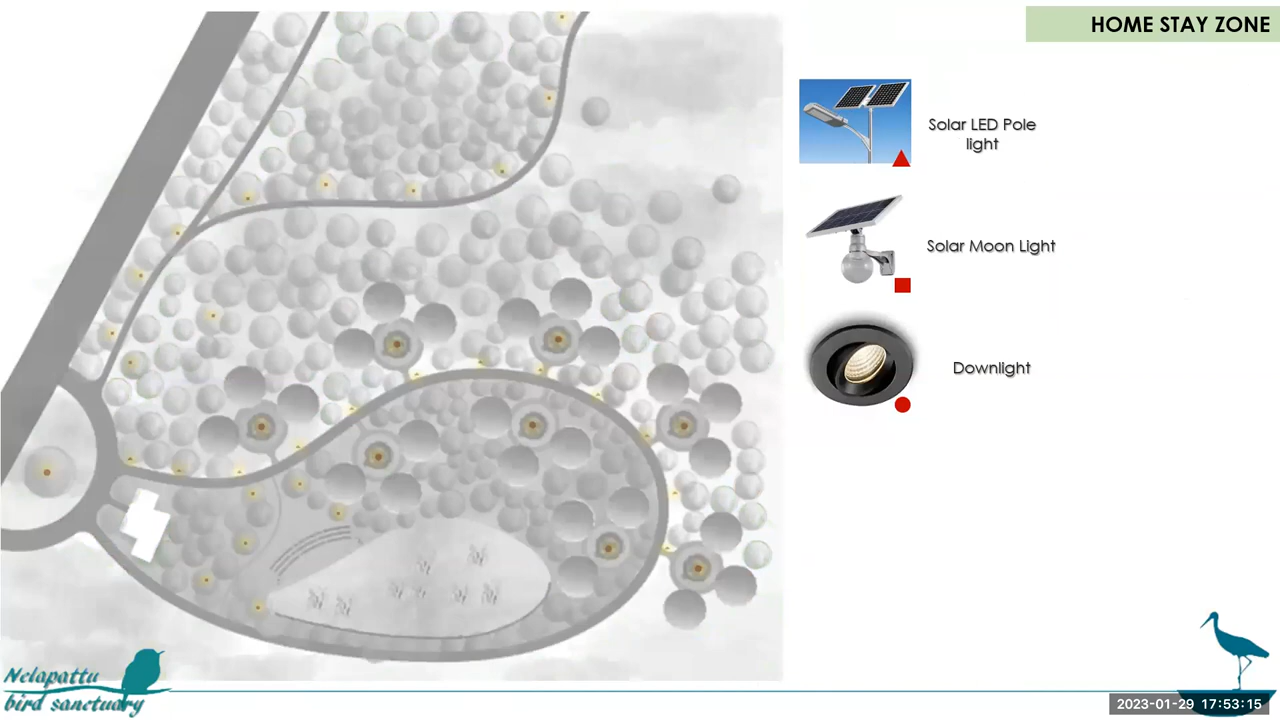 HOME STAY ZONE
Solar LED Pole
light
Solar Moon Light
Downlight
Nelapattu
bird sanctuary
2023-01-29 17:53:15